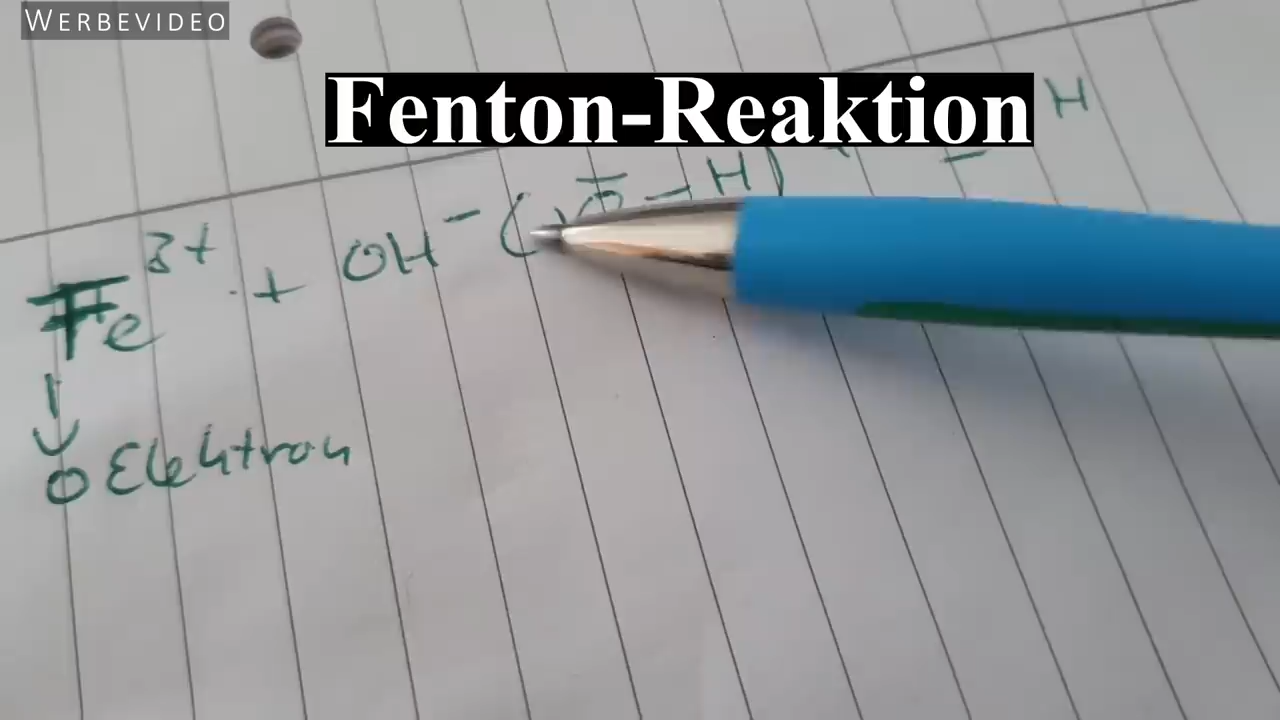 WERBEVIDEO
Fenton-Reaktion
Fe³⁺ + OH⁻ (O̅ – H) + – H
O Elektron